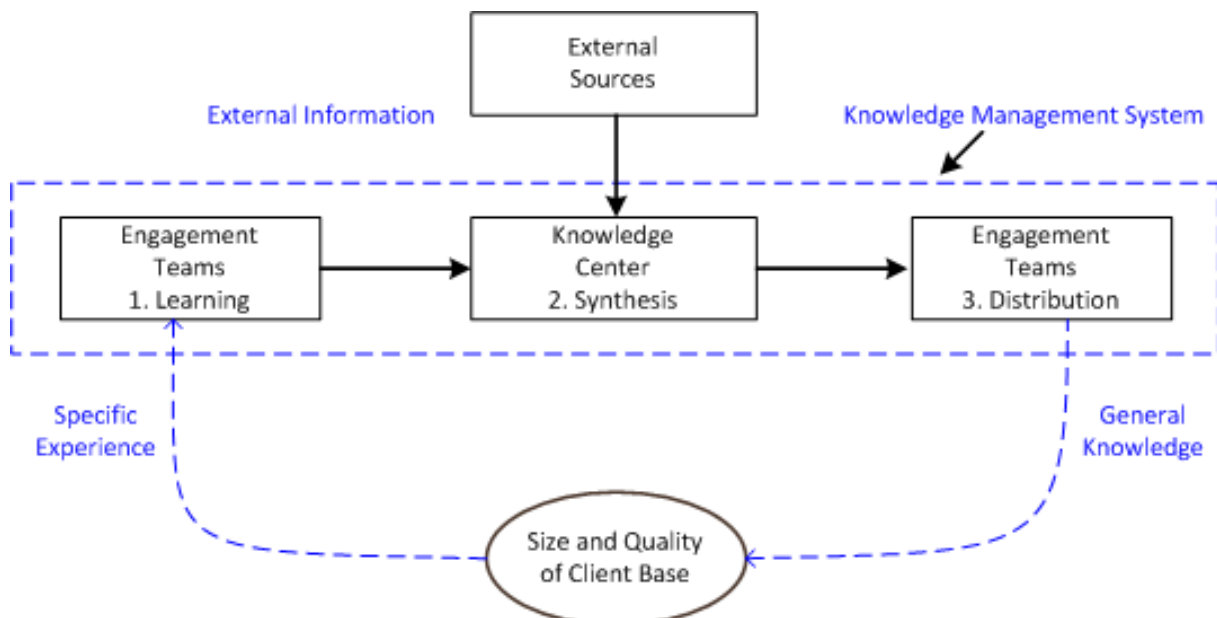 External
Sources
External Information
Knowledge Management System
Engagement
Teams
1. Learning
Knowledge
Center
2. Synthesis
Engagement
Teams
3. Distribution
Specific
Experience
General
Knowledge
Size and Quality
of Client Base